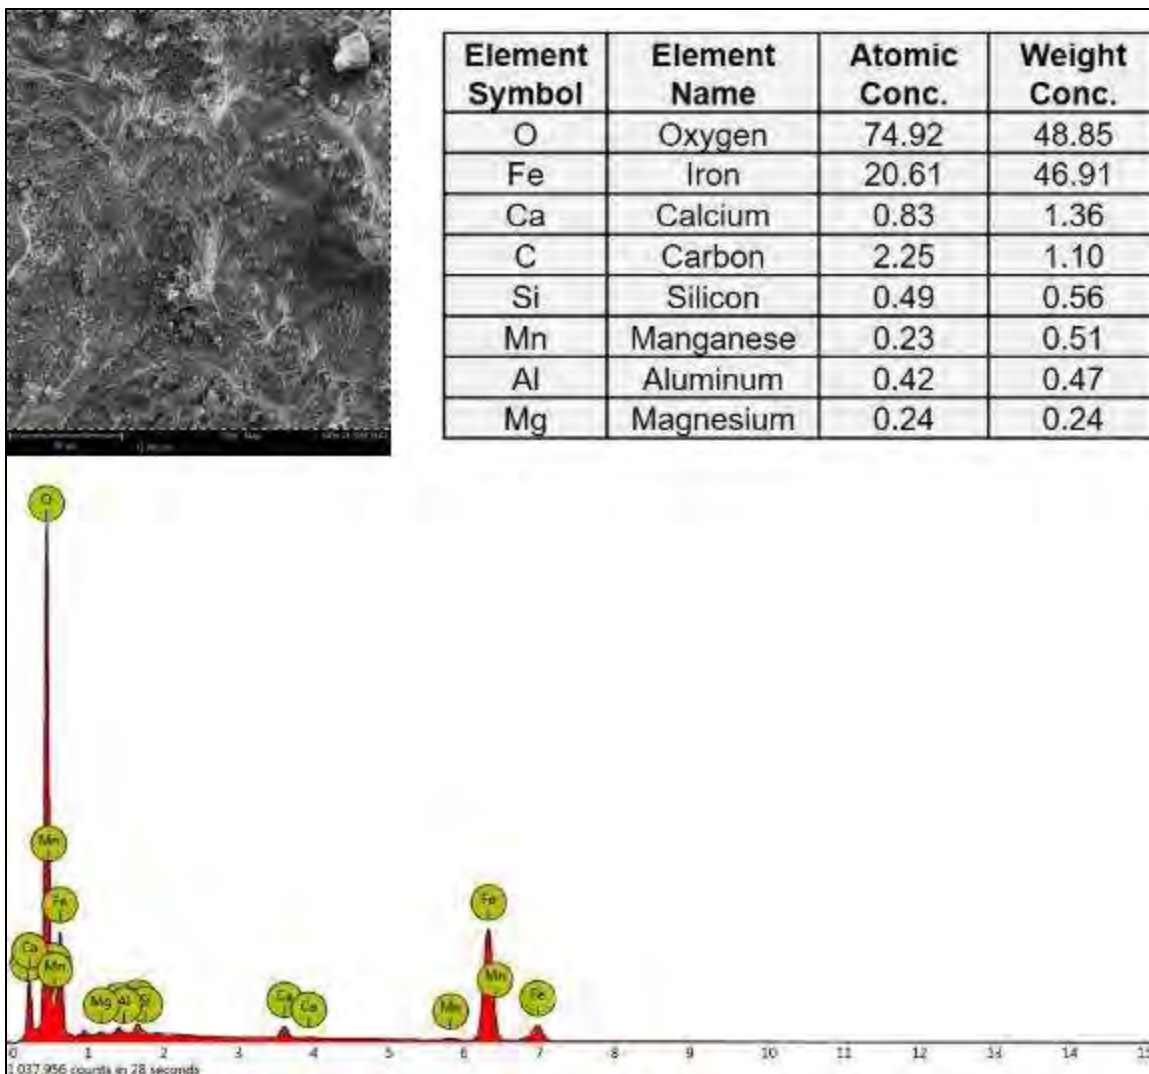 Element Symbol Element Name Atomic Conc. Weight Conc.
O Oxygen 74.92 48.85
Fe Iron 20.61 46.91
Ca Calcium 0.83 1.36
C Carbon 2.25 1.10
Si Silicon 0.49 0.56
Mn Manganese 0.23 0.51
Al Aluminum 0.42 0.47
Mg Magnesium 0.24 0.24
O
Mn
Fe
Fe
Ca
Mn
Mn
Mg Al Si
Ca Ca
Mn
Fe
0 1 2 3 4 5 6 7 8 9 10 11 12 13 14 15
1 037 956 counts in 28 seconds